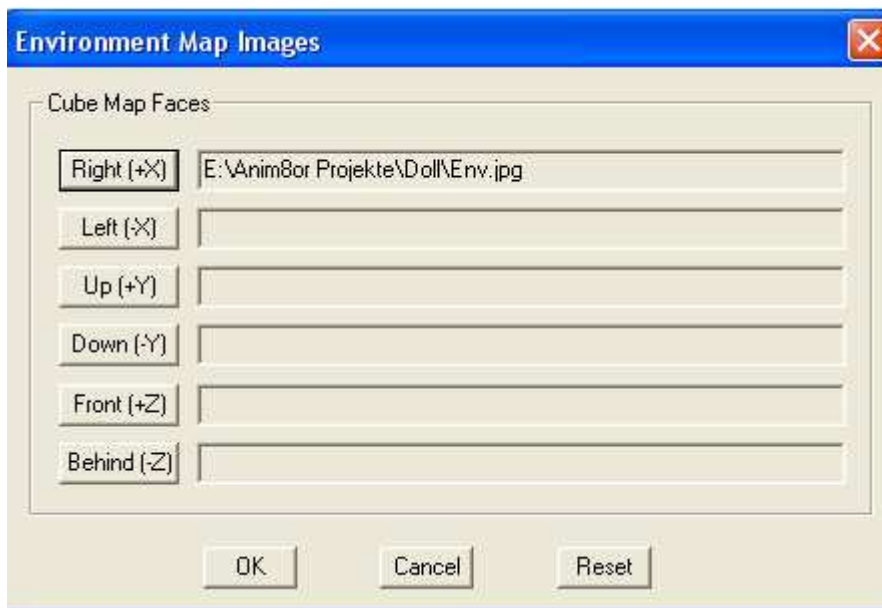 Environment Map Images
Cube Map Faces
Right (+X) E:\Anim8or Projekte\Doll\Env.jpg
Left (-X)
Up (+Y)
Down (-Y)
Front (+Z)
Behind (-Z)
OK Cancel Reset